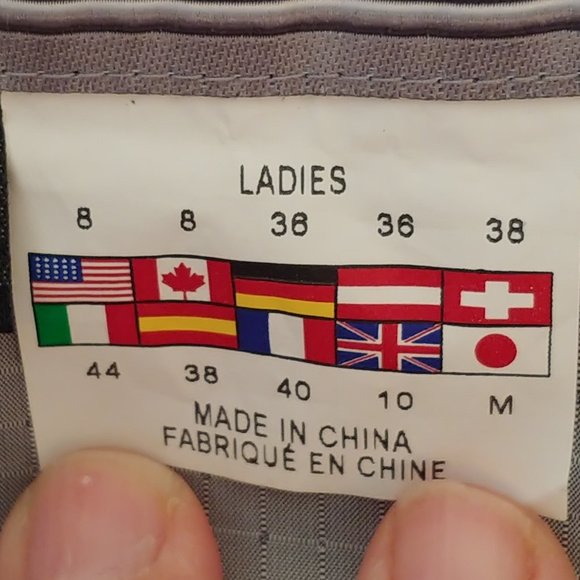 LADIES
8 8 36 36 38
44 38 40 10 M
MADE IN CHINA
FABRIQUÉ EN CHINE